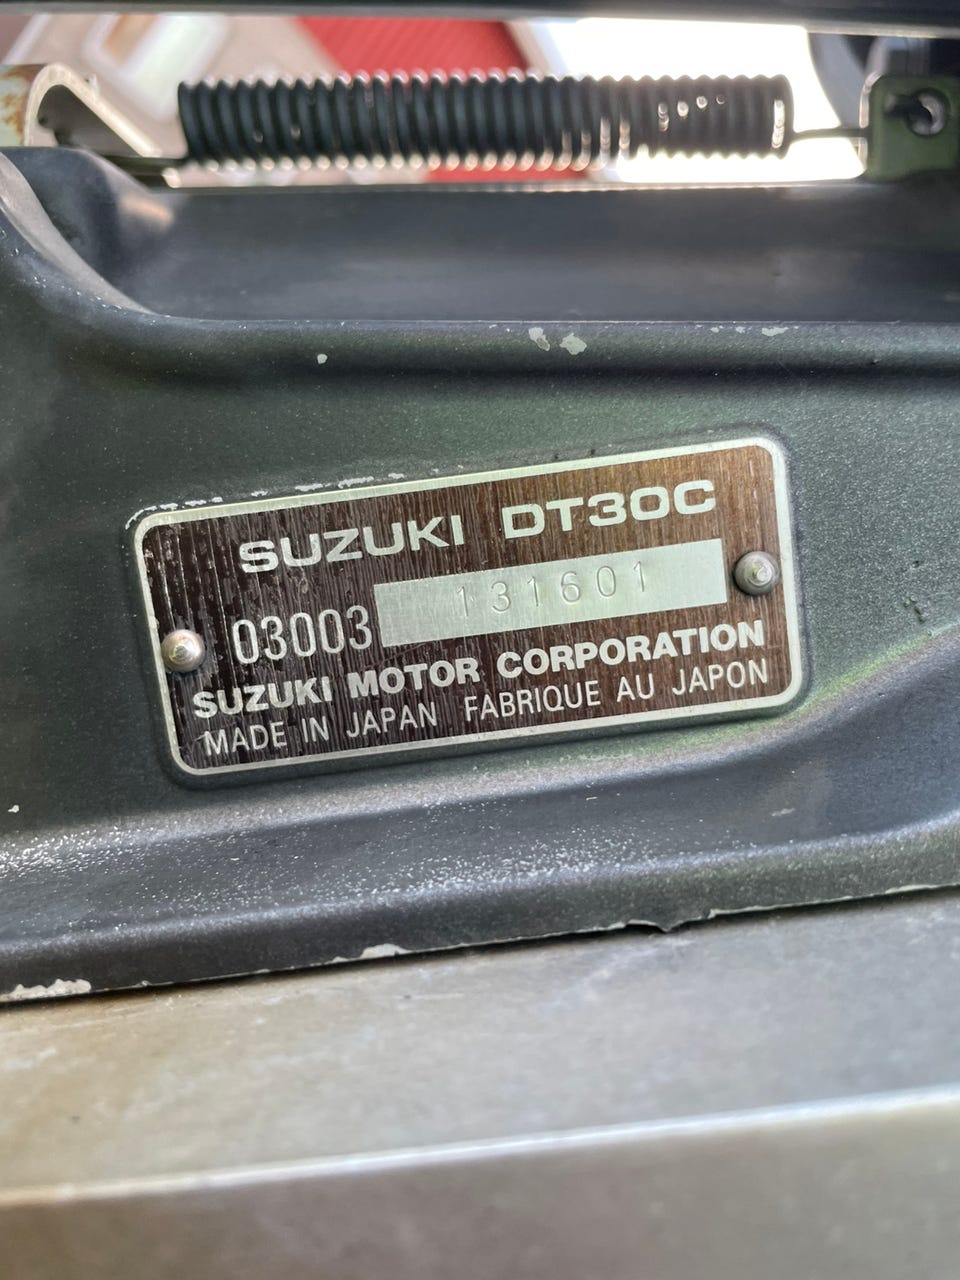 SUZUKI DT30C
03003 131601
SUZUKI MOTOR CORPORATION
MADE IN JAPAN FABRIQUE AU JAPON